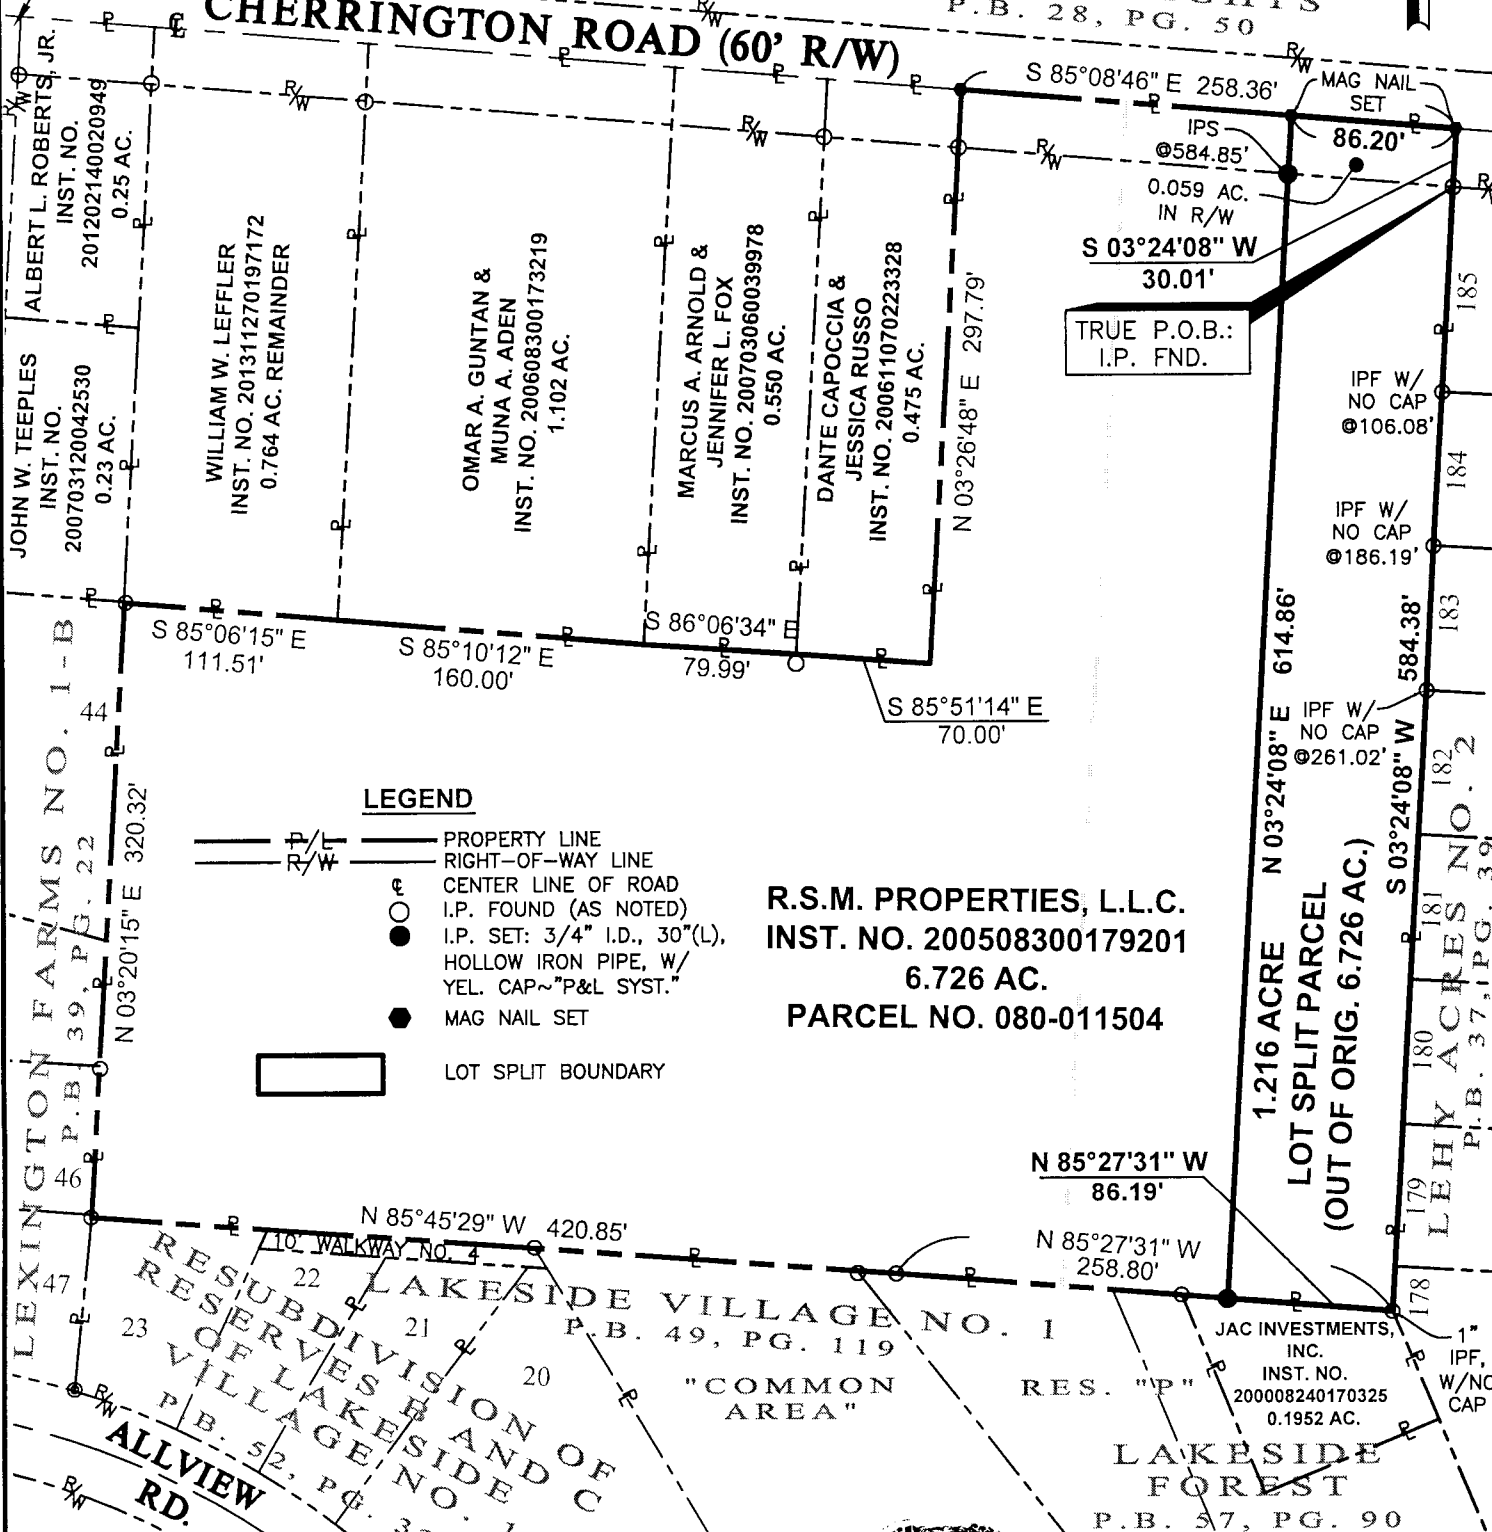 CHERRINGTON ROAD (60' R/W)
P.B. 28, PG. 50
S 85°08'46" E 258.36'
MAG NAIL
SET
86.20'
IPS
@584.85'
0.059 AC.
IN R/W
S 03°24'08" W
30.01'
TRUE P.O.B.:
I.P. FND.
ALBERT L. ROBERTS, JR.
INST. NO.
201202140020949
0.25 AC.
JOHN W. TEEPLES
INST. NO.
200703120042530
0.23 AC.
WILLIAM W. LEFFLER
INST. NO. 201311270197172
0.764 AC. REMAINDER
OMAR A. GUNTAN &
MUNA A. ADEN
INST. NO. 200608300173219
1.102 AC.
MARCUS A. ARNOLD &
JENNIFER L. FOX
INST. NO. 200703060039978
0.550 AC.
DANTE CAPOCCIA &
JESSICA RUSSO
INST. NO. 200611070223328
0.475 AC.
N 03°26'48" E 297.79'
185
IPF W/
NO CAP
@106.08'
184
IPF W/
NO CAP
@186.19'
183
IPF W/
NO CAP
@261.02'
182
181
180
179
178
S 03°24'08" W 584.38'
N 03°24'08" E 614.86'
1.216 ACRE
LOT SPLIT PARCEL
(OUT OF ORIG. 6.726 AC.)
LEHY ACRES NO. 2
P.B. 37, PG. 39
S 85°06'15" E
111.51'
S 85°10'12" E
160.00'
S 86°06'34" E
79.99'
S 85°51'14" E
70.00'
LEXINGTON FARMS NO. 1-B
P.B. 39, PG. 22
44
46
47
N 03°20'15" E 320.32'
LEGEND
P/L PROPERTY LINE
R/W RIGHT-OF-WAY LINE
℄ CENTER LINE OF ROAD
I.P. FOUND (AS NOTED)
I.P. SET: 3/4" I.D., 30"(L),
HOLLOW IRON PIPE, W/
YEL. CAP~"P&L SYST."
MAG NAIL SET
LOT SPLIT BOUNDARY
R.S.M. PROPERTIES, L.L.C.
INST. NO. 200508300179201
6.726 AC.
PARCEL NO. 080-011504
N 85°27'31" W
86.19'
N 85°45'29" W 420.85'
N 85°27'31" W
258.80'
10' WALKWAY NO. 4
22
23
21
20
LAKESIDE VILLAGE NO. 1
P.B. 49, PG. 119
"COMMON
AREA"
RES. "P"
RESUBDIVISION OF
RESERVES B AND C
OF LAKESIDE
VILLAGE NO. 1
P.B. 52, PG.
ALLVIEW
RD.
JAC INVESTMENTS,
INC.
INST. NO.
200008240170325
0.1952 AC.
1"
IPF,
W/NO
CAP
LAKESIDE
FOREST
P.B. 57, PG. 90